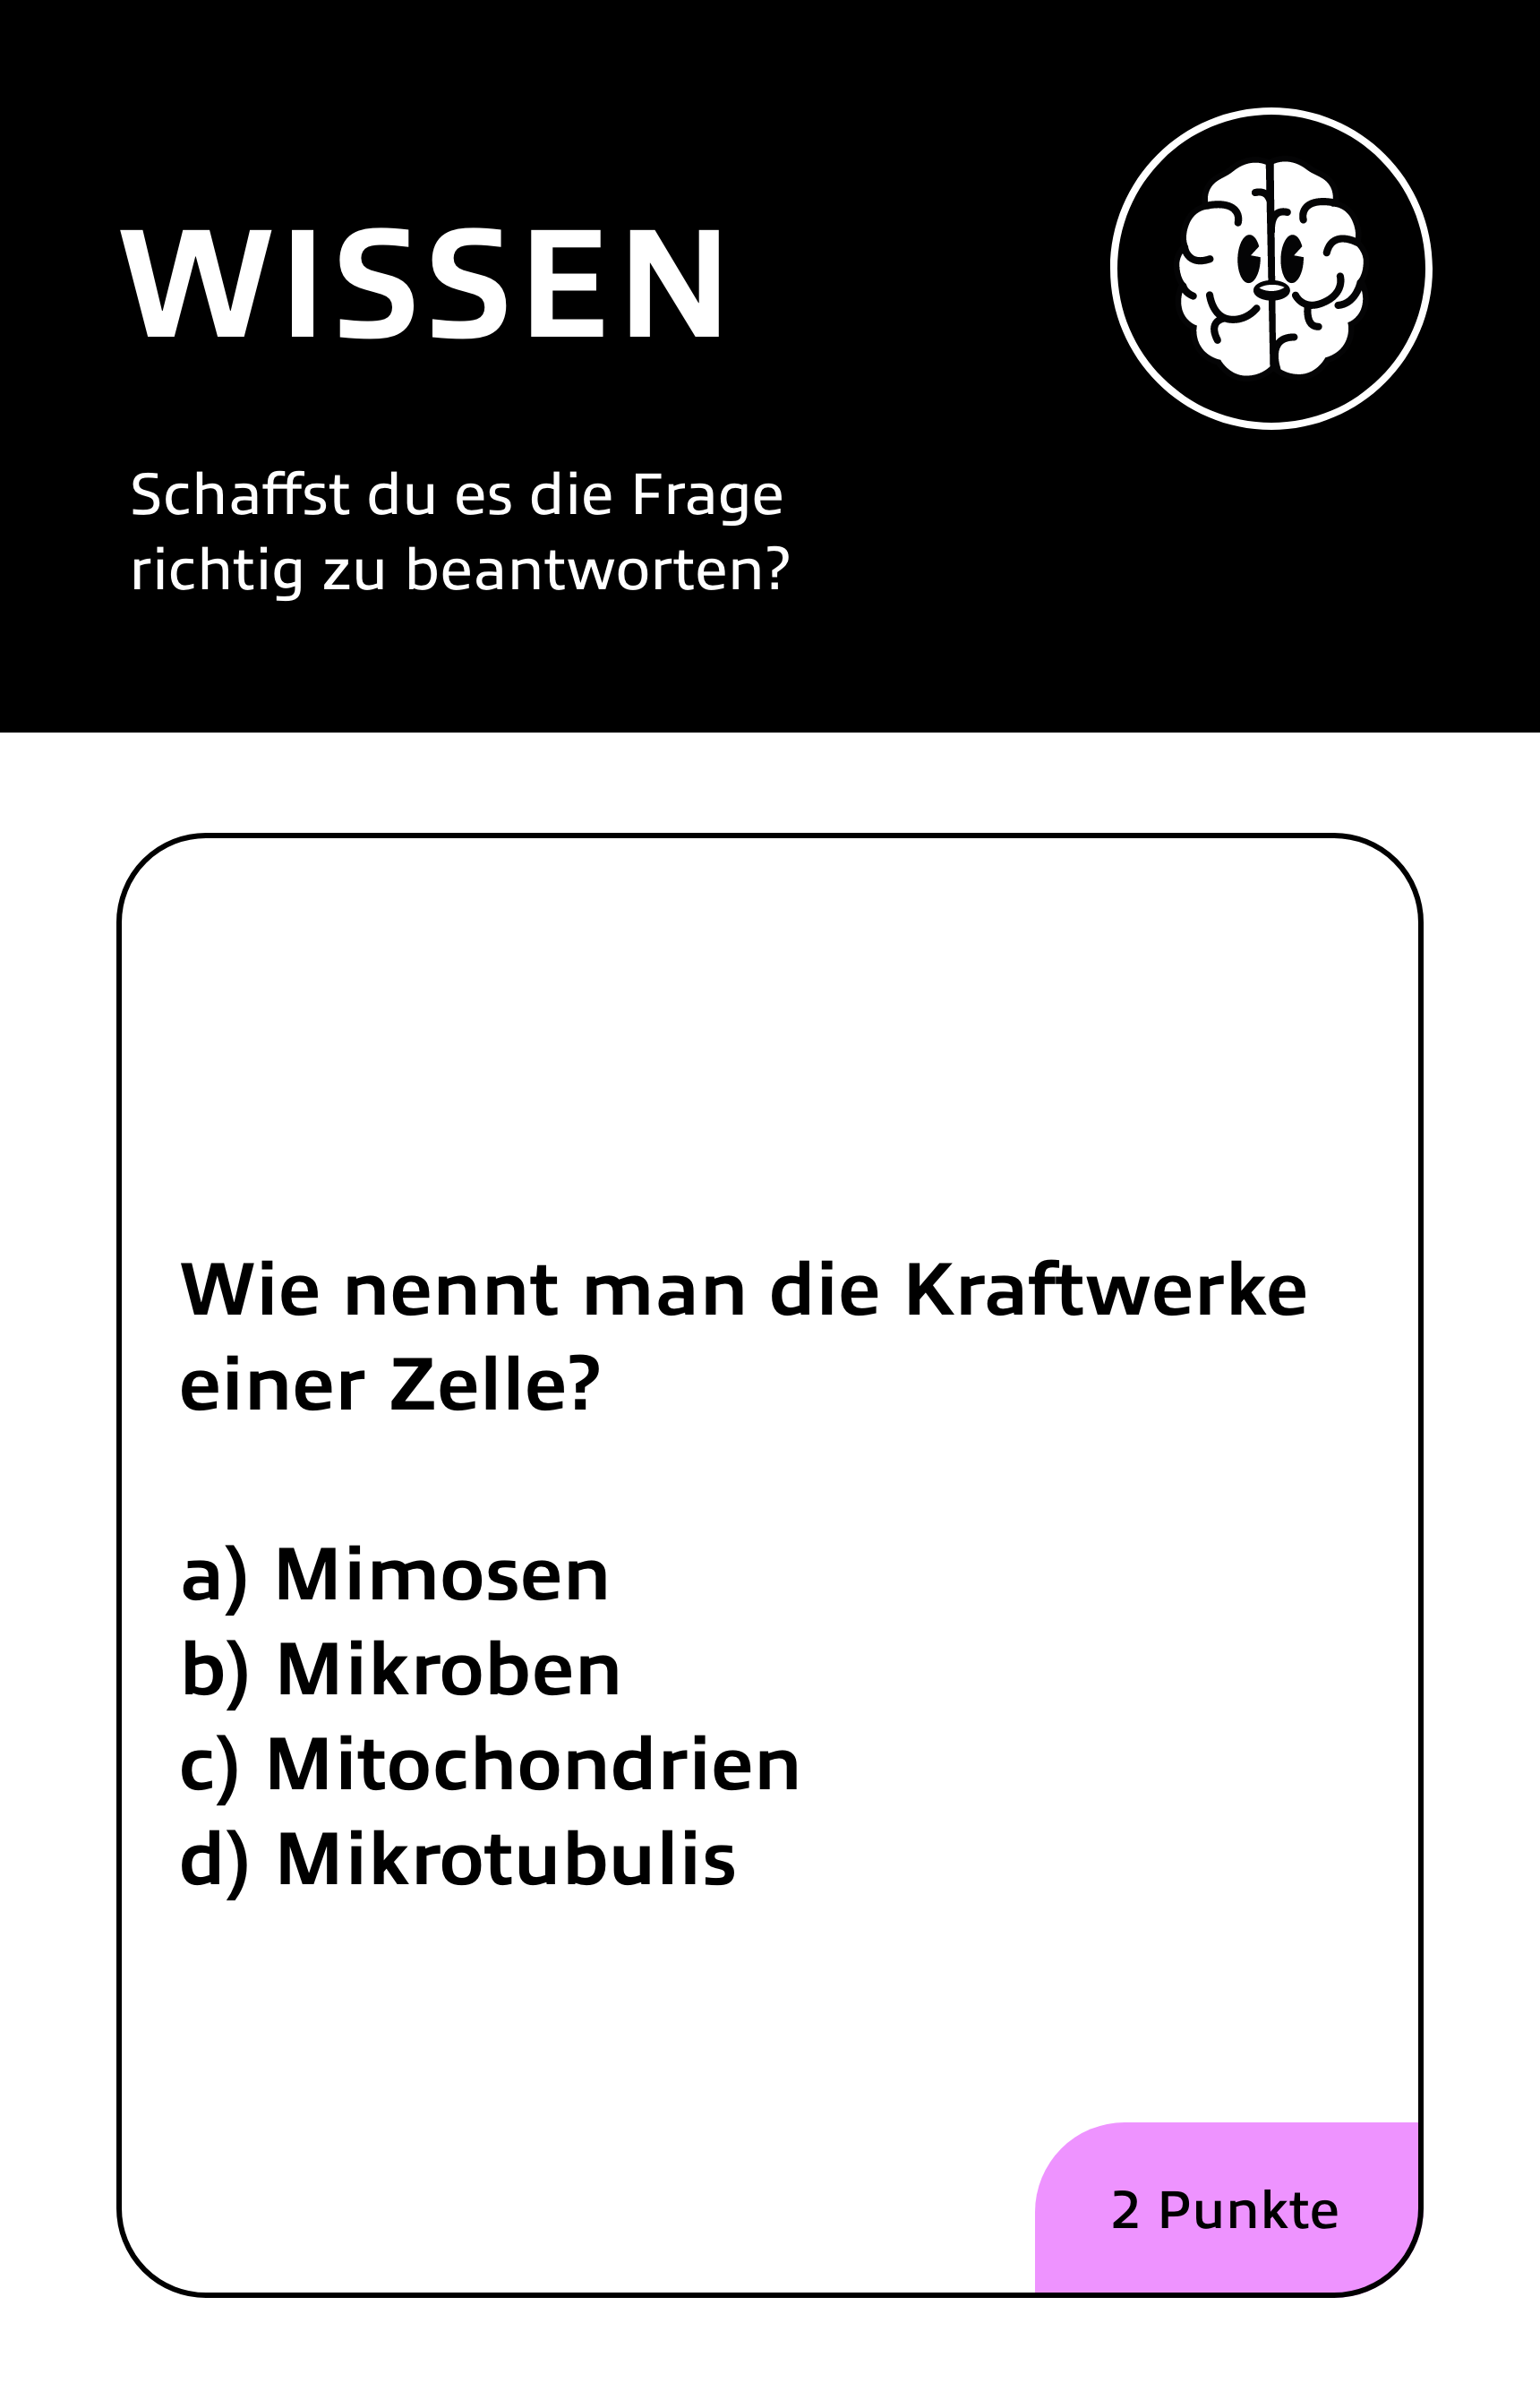 WISSEN
Schaffst du es die Frage
richtig zu beantworten?
Wie nennt man die Kraftwerke
einer Zelle?
a) Mimosen
b) Mikroben
c) Mitochondrien
d) Mikrotubulis
2 Punkte